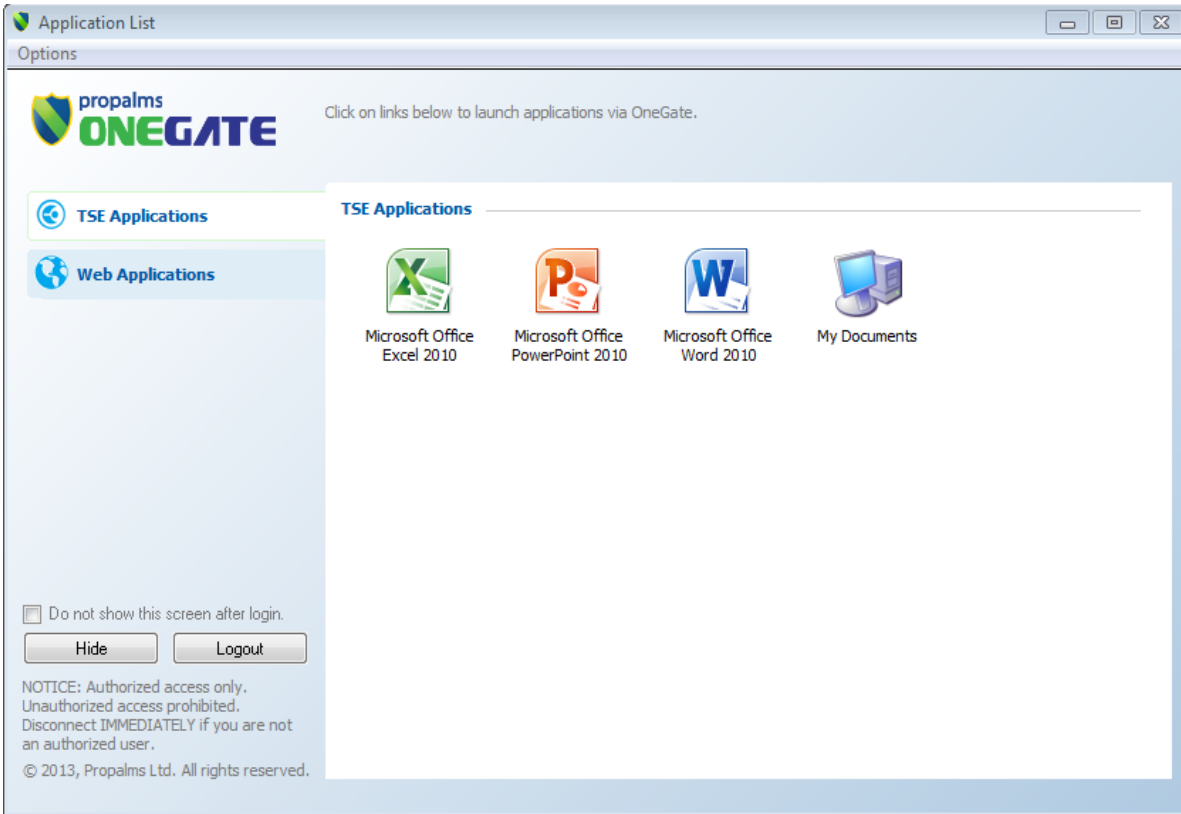 Application List
Options
propalms
ONEGATE
Click on links below to launch applications via OneGate.
TSE Applications
Web Applications
TSE Applications
Microsoft Office
Excel 2010
Microsoft Office
PowerPoint 2010
Microsoft Office
Word 2010
My Documents
Do not show this screen after login.
Hide
Logout
NOTICE: Authorized access only.
Unauthorized access prohibited.
Disconnect IMMEDIATELY if you are not
an authorized user.
© 2013, Propalms Ltd. All rights reserved.